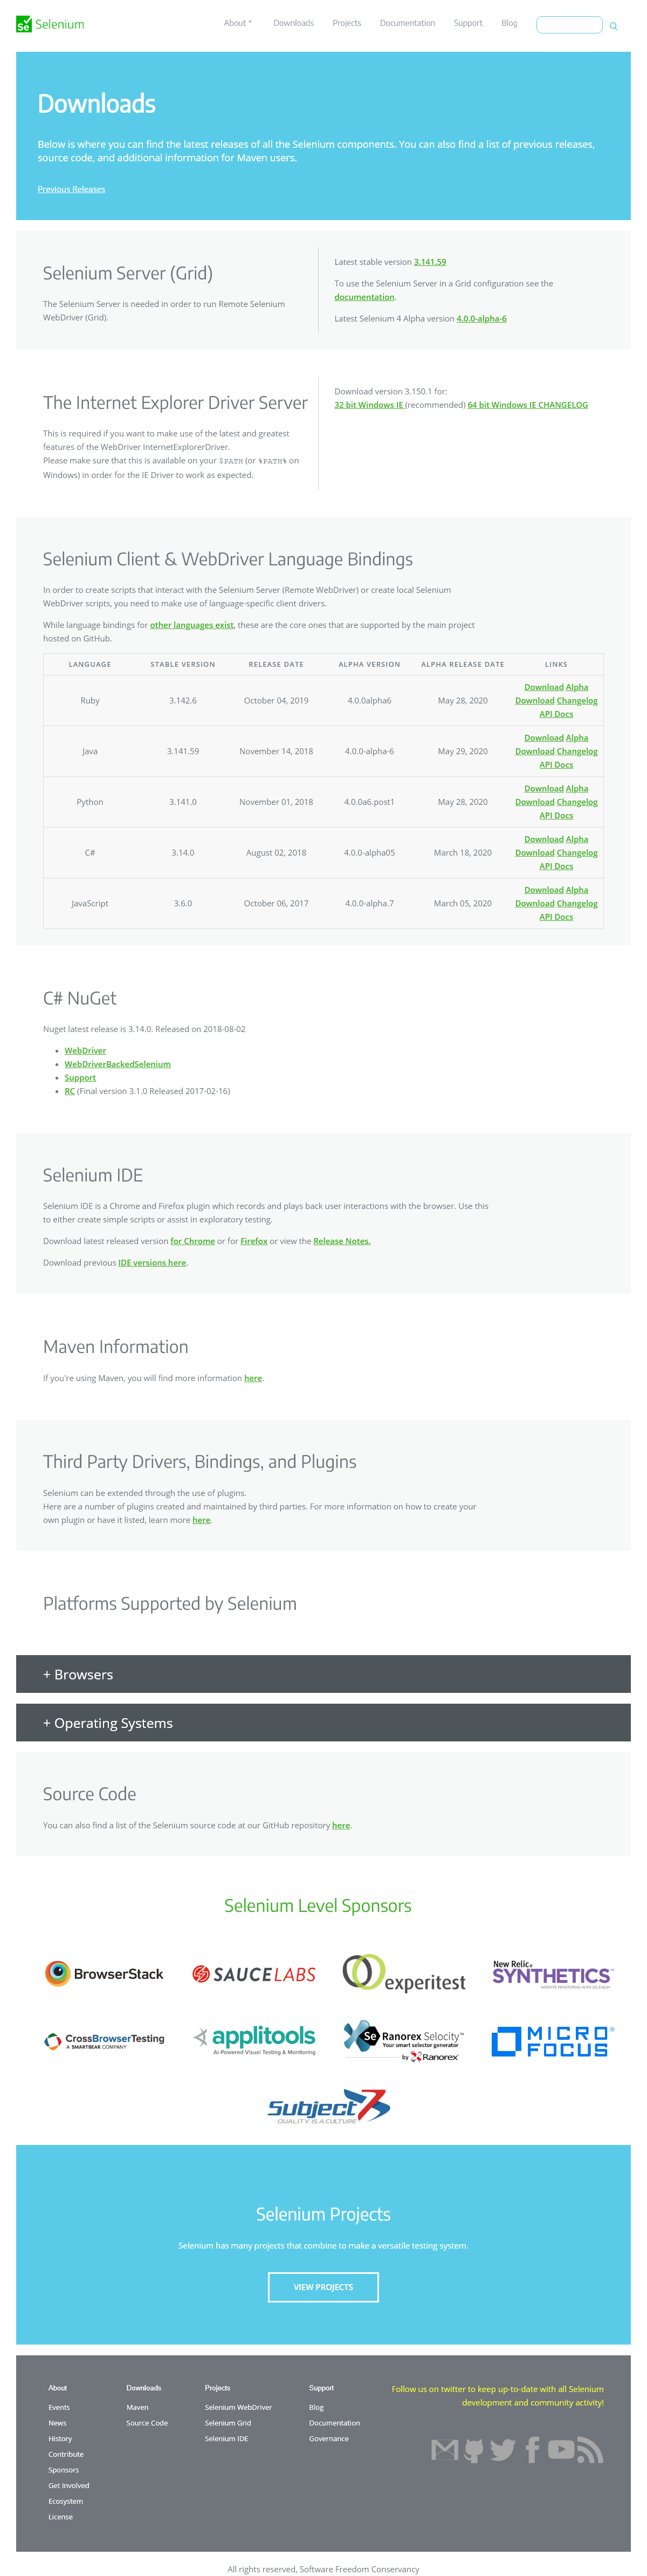 Se Selenium
About
Downloads
Projects
Documentation
Support
Blog
Downloads
Below is where you can find the latest releases of all the Selenium components. You can also find a list of previous releases,
source code, and additional information for Maven users.
Previous Releases
Selenium Server (Grid)
The Selenium Server is needed in order to run Remote Selenium
WebDriver (Grid).
Latest stable version 3.141.59
To use the Selenium Server in a Grid configuration see the
documentation.
Latest Selenium 4 Alpha version 4.0.0-alpha-6
The Internet Explorer Driver Server
This is required if you want to make use of the latest and greatest
features of the WebDriver InternetExplorerDriver.
Please make sure that this is available on your $PATH (or %PATH% on
Windows) in order for the IE Driver to work as expected.
Download version 3.150.1 for:
32 bit Windows IE (recommended) 64 bit Windows IE CHANGELOG
Selenium Client & WebDriver Language Bindings
In order to create scripts that interact with the Selenium Server (Remote WebDriver) or create local Selenium
WebDriver scripts, you need to make use of language-specific client drivers.
While language bindings for other languages exist, these are the core ones that are supported by the main project
hosted on GitHub.
LANGUAGE STABLE VERSION RELEASE DATE ALPHA VERSION ALPHA RELEASE DATE LINKS
Ruby 3.142.6 October 04, 2019 4.0.0alpha6 May 28, 2020
Download Alpha
Download Changelog
API Docs
Java 3.141.59 November 14, 2018 4.0.0-alpha-6 May 29, 2020
Download Alpha
Download Changelog
API Docs
Python 3.141.0 November 01, 2018 4.0.0a6.post1 May 28, 2020
Download Alpha
Download Changelog
API Docs
C# 3.14.0 August 02, 2018 4.0.0-alpha05 March 18, 2020
Download Alpha
Download Changelog
API Docs
JavaScript 3.6.0 October 06, 2017 4.0.0-alpha.7 March 05, 2020
Download Alpha
Download Changelog
API Docs
C# NuGet
Nuget latest release is 3.14.0. Released on 2018-08-02
WebDriver
WebDriverBackedSelenium
Support
RC (Final version 3.1.0 Released 2017-02-16)
Selenium IDE
Selenium IDE is a Chrome and Firefox plugin which records and plays back user interactions with the browser. Use this
to either create simple scripts or assist in exploratory testing.
Download latest released version for Chrome or for Firefox or view the Release Notes.
Download previous IDE versions here.
Maven Information
If you're using Maven, you will find more information here.
Third Party Drivers, Bindings, and Plugins
Selenium can be extended through the use of plugins.
Here are a number of plugins created and maintained by third parties. For more information on how to create your
own plugin or have it listed, learn more here.
Platforms Supported by Selenium
+ Browsers
+ Operating Systems
Source Code
You can also find a list of the Selenium source code at our GitHub repository here.
Selenium Level Sponsors
BrowserStack
SAUCE LABS
experitest
New Relic®
SYNTHETICS™
WEBSITE MONITORING WITH SELENIUM
CrossBrowserTesting
A SMARTBEAR COMPANY
applitools
AI-Powered Visual Testing & Monitoring
Se Ranorex Selocity™
Your smart selector generator
by Ranorex®
MICRO
FOCUS®
Subject7
QUALITY IS A CULTURE™
Selenium Projects
Selenium has many projects that combine to make a versatile testing system.
VIEW PROJECTS
About
Events
News
History
Contribute
Sponsors
Get Involved
Ecosystem
License
Downloads
Maven
Source Code
Projects
Selenium WebDriver
Selenium Grid
Selenium IDE
Support
Blog
Documentation
Governance
Follow us on twitter to keep up-to-date with all Selenium
development and community activity!
All rights reserved, Software Freedom Conservancy